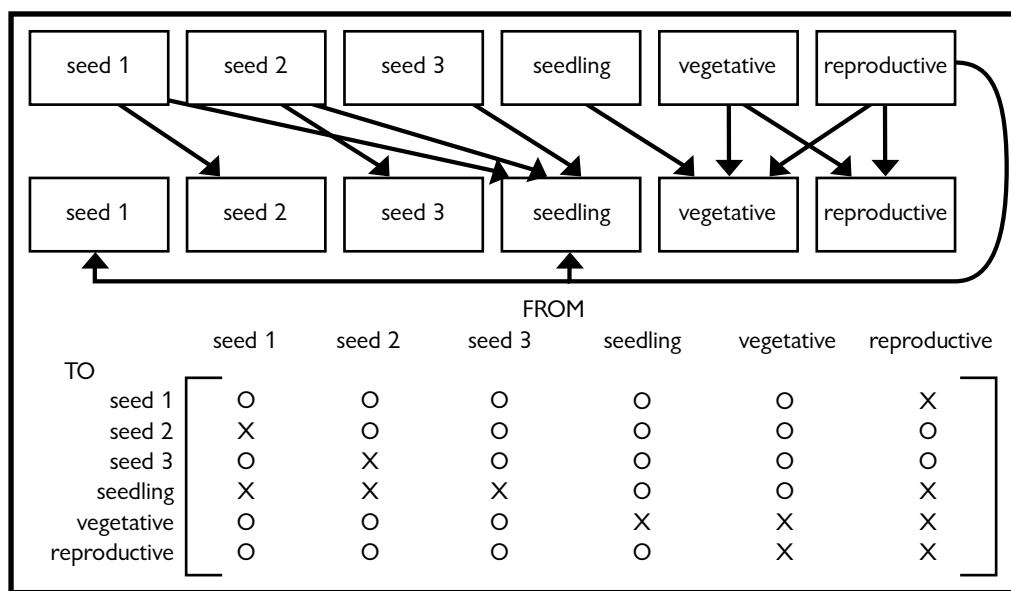 seed 1 seed 2 seed 3 seedling vegetative reproductive
seed 1 seed 2 seed 3 seedling vegetative reproductive
FROM
seed 1 seed 2 seed 3 seedling vegetative reproductive
TO
seed 1 O O O O O X
seed 2 X O O O O O
seed 3 O X O O O O
seedling X X X O O X
vegetative O O O X X X
reproductive O O O O X X